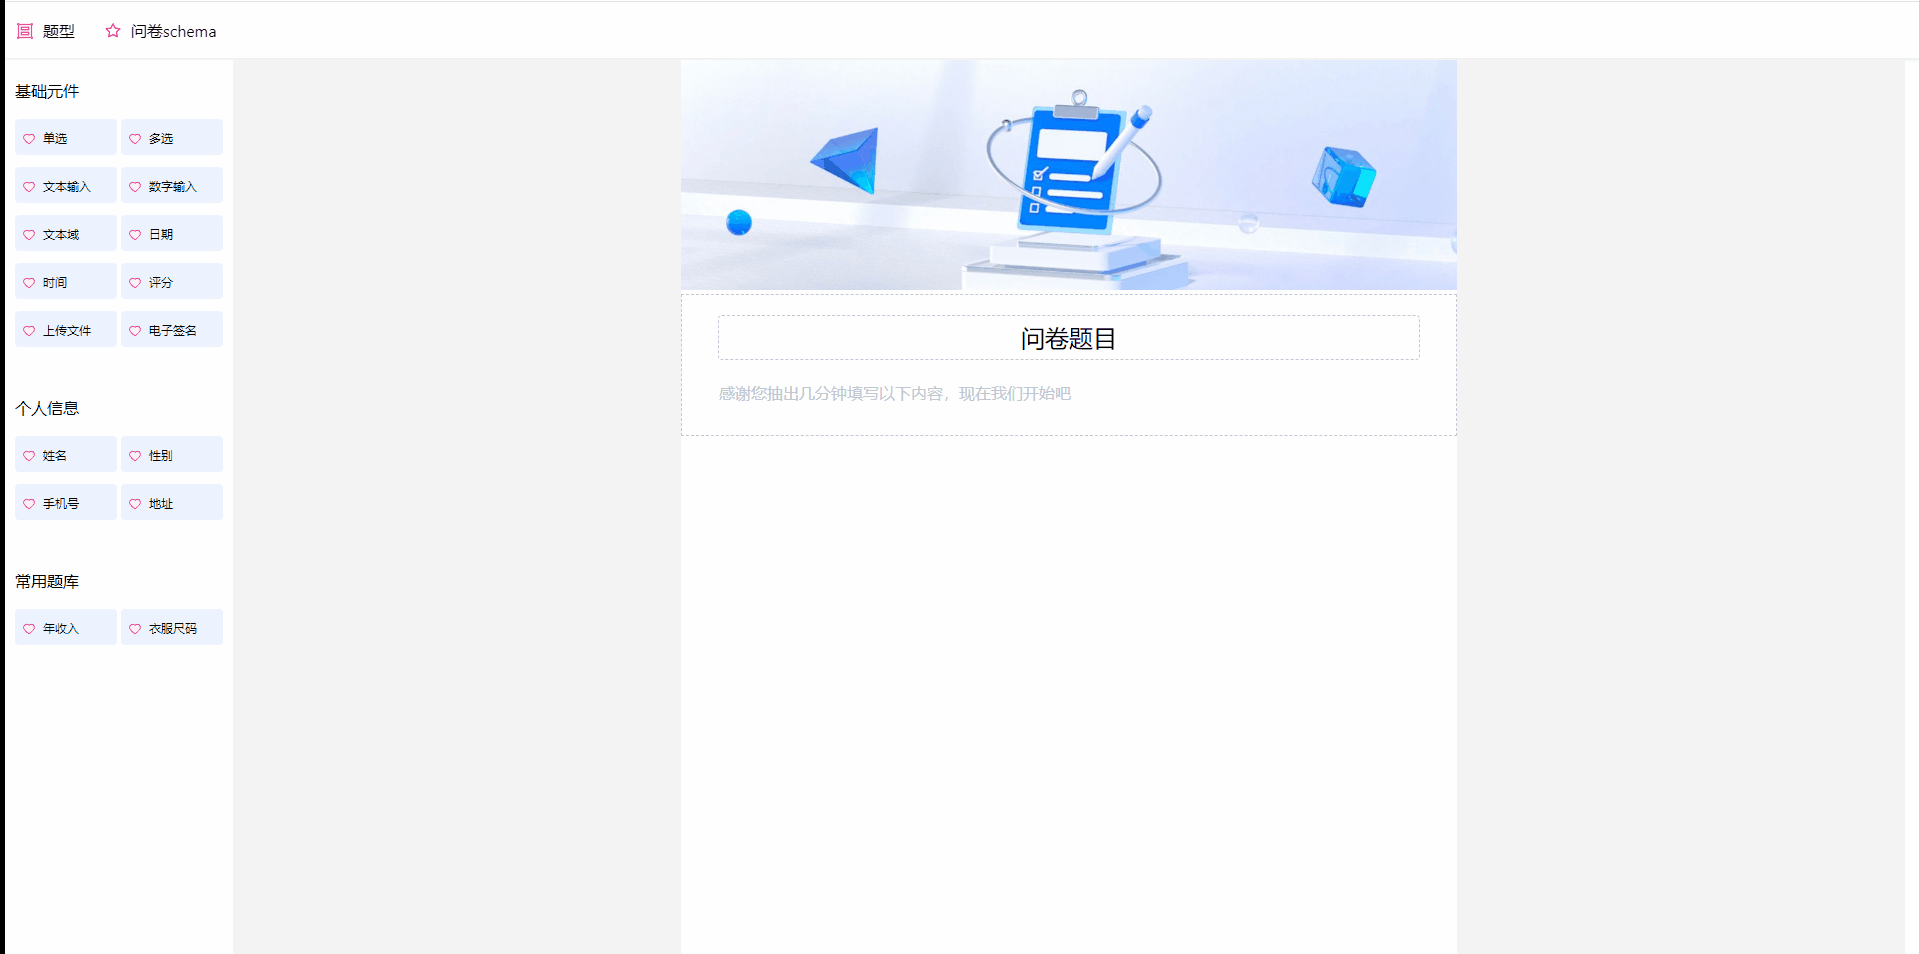 题型 问卷schema
基础元件
单选 多选
文本输入 数字输入
文本域 日期
时间 评分
上传文件 电子签名
个人信息
姓名 性别
手机号 地址
常用题库
年收入 衣服尺码
问卷题目
感谢您抽出几分钟填写以下内容，现在我们开始吧